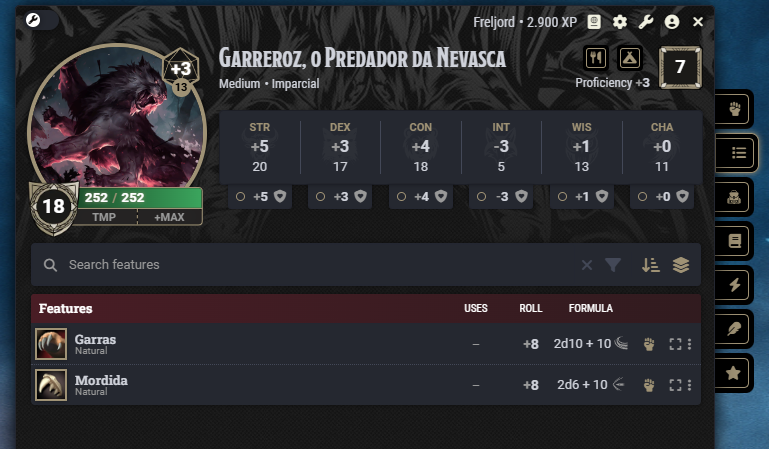 Freljord • 2.900 XP
Garreroz, o Predador da Nevasca
Medium • Imparcial
Proficiency +3
7
+3
13
STR DEX CON INT WIS CHA
+5 +3 +4 -3 +1 +0
20 17 18 5 13 11
18
252 / 252
TMP +MAX
+5 +3 +4 -3 +1 +0
Search features
Features USES ROLL FORMULA
Garras
Natural
– +8 2d10 + 10
Mordida
Natural
– +8 2d6 + 10